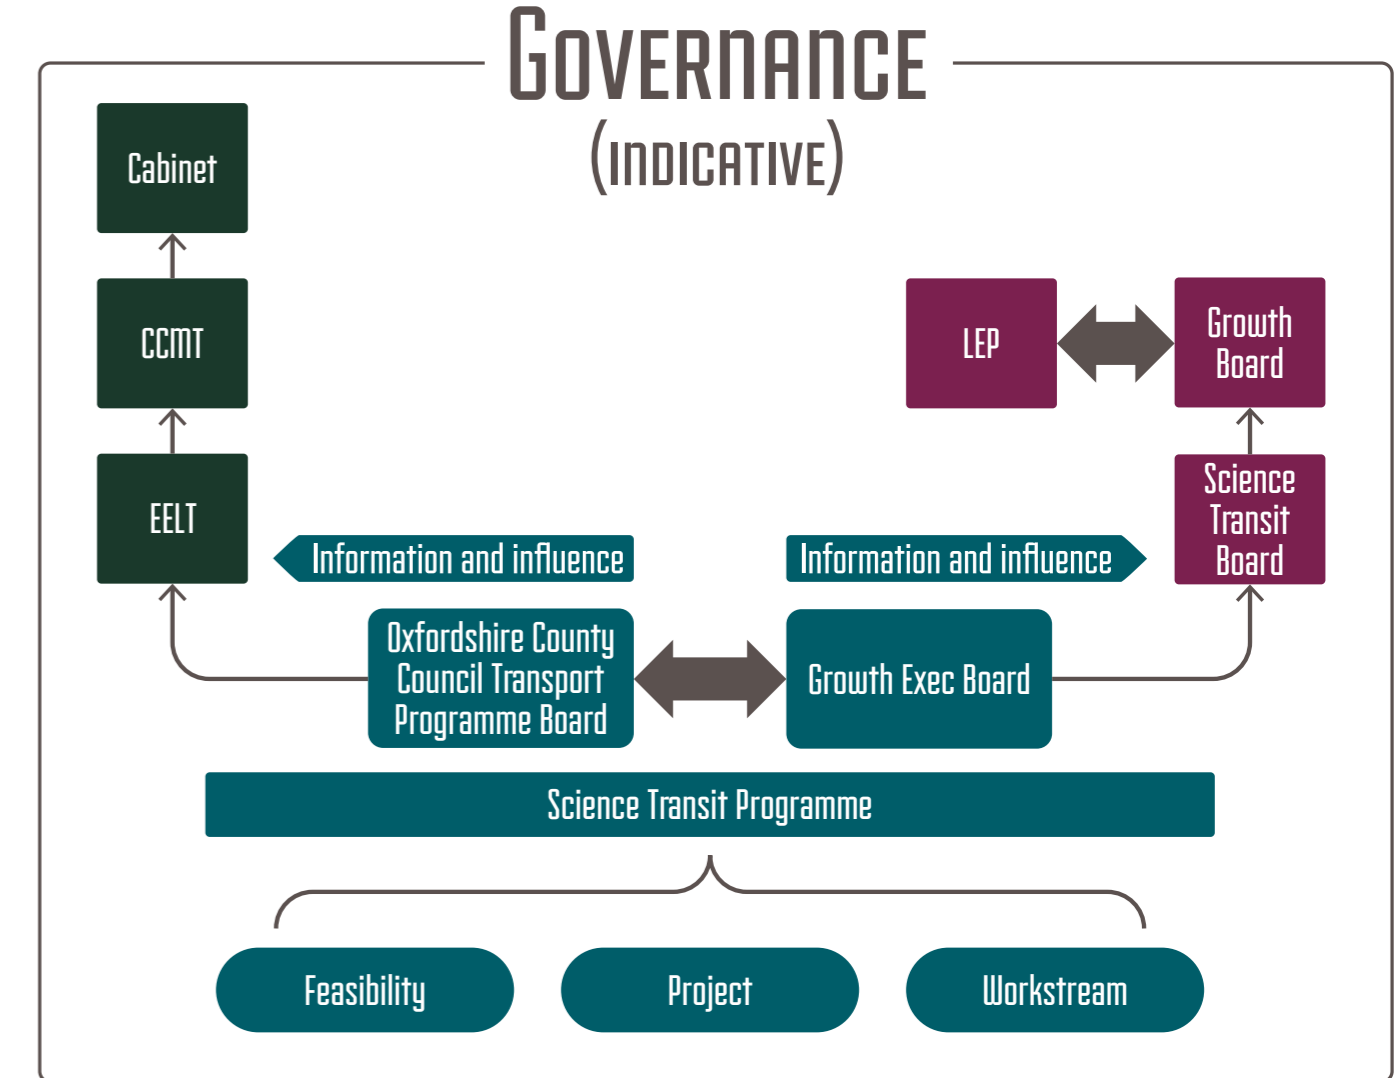 GOVERNANCE
(INDICATIVE)
Cabinet
CCMT
EELT
LEP
Growth
Board
Science
Transit
Board
Information and influence
Information and influence
Oxfordshire County
Council Transport
Programme Board
Growth Exec Board
Science Transit Programme
Feasibility
Project
Workstream